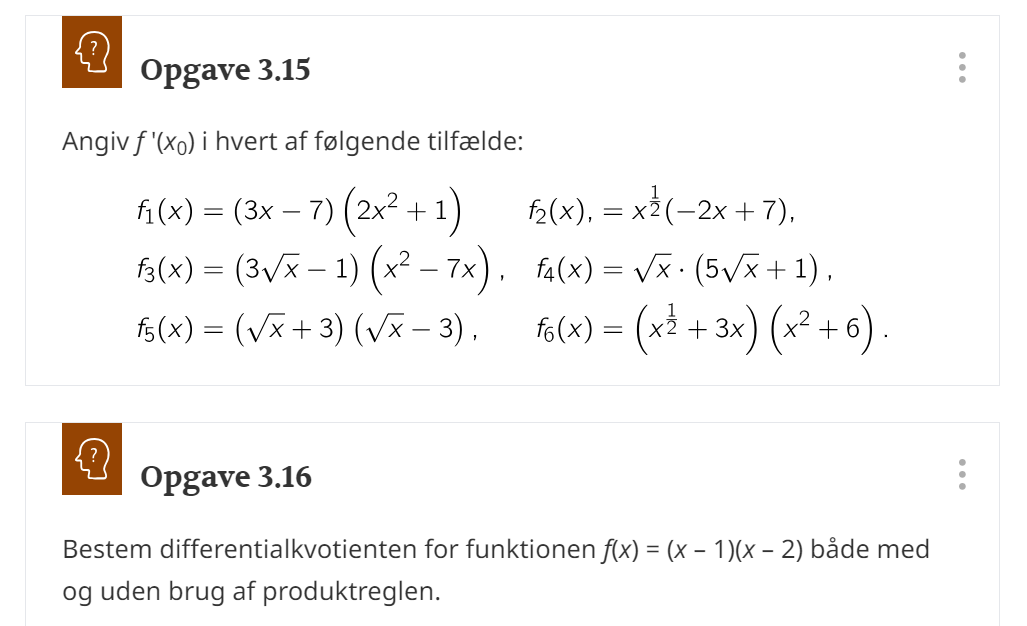 ?
Opgave 3.15
Angiv f '(x₀) i hvert af følgende tilfælde:
f₁(x) = (3x − 7) (2x² + 1) f₂(x), = x^{1/2}(−2x + 7),
f₃(x) = (3√x − 1) (x² − 7x) , f₄(x) = √x · (5√x + 1) ,
f₅(x) = (√x + 3) (√x − 3) , f₆(x) = (x^{1/2} + 3x) (x² + 6) .
?
Opgave 3.16
Bestem differentialkvotienten for funktionen f(x) = (x – 1)(x – 2) både med
og uden brug af produktreglen.